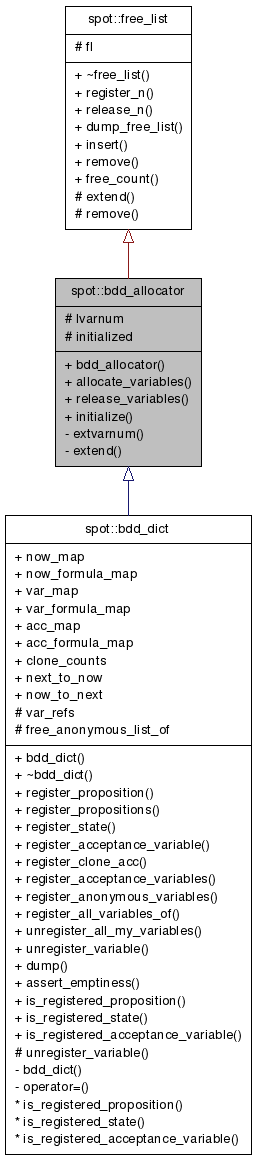 spot::free_list
# fl
+ ~free_list()
+ register_n()
+ release_n()
+ dump_free_list()
+ insert()
+ remove()
+ free_count()
# extend()
# remove()
spot::bdd_allocator
# lvarnum
# initialized
+ bdd_allocator()
+ allocate_variables()
+ release_variables()
+ initialize()
- extvarnum()
- extend()
spot::bdd_dict
+ now_map
+ now_formula_map
+ var_map
+ var_formula_map
+ acc_map
+ acc_formula_map
+ clone_counts
+ next_to_now
+ now_to_next
# var_refs
# free_anonymous_list_of
+ bdd_dict()
+ ~bdd_dict()
+ register_proposition()
+ register_propositions()
+ register_state()
+ register_acceptance_variable()
+ register_clone_acc()
+ register_acceptance_variables()
+ register_anonymous_variables()
+ register_all_variables_of()
+ unregister_all_my_variables()
+ unregister_variable()
+ dump()
+ assert_emptiness()
+ is_registered_proposition()
+ is_registered_state()
+ is_registered_acceptance_variable()
# unregister_variable()
- bdd_dict()
- operator=()
* is_registered_proposition()
* is_registered_state()
* is_registered_acceptance_variable()